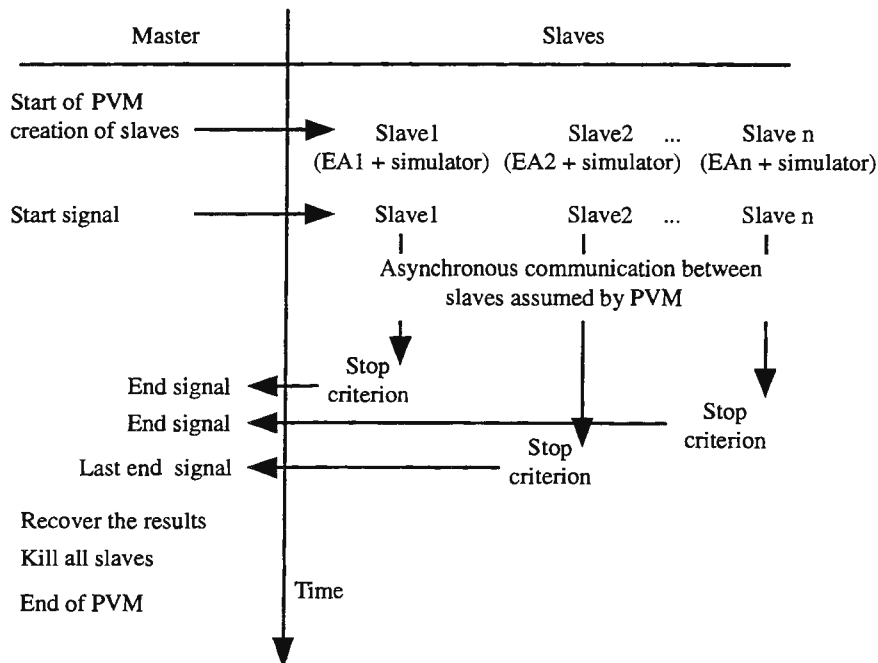 Master
Slaves
Start of PVM
creation of slaves
Slave1
Slave2 ... Slave n
(EA1 + simulator) (EA2 + simulator) (EAn + simulator)
Start signal
Slave1
Slave2 ... Slave n
Asynchronous communication between
slaves assumed by PVM
Stop
criterion
End signal
Stop
criterion
End signal
Stop
criterion
Last end signal
Recover the results
Kill all slaves
End of PVM
Time